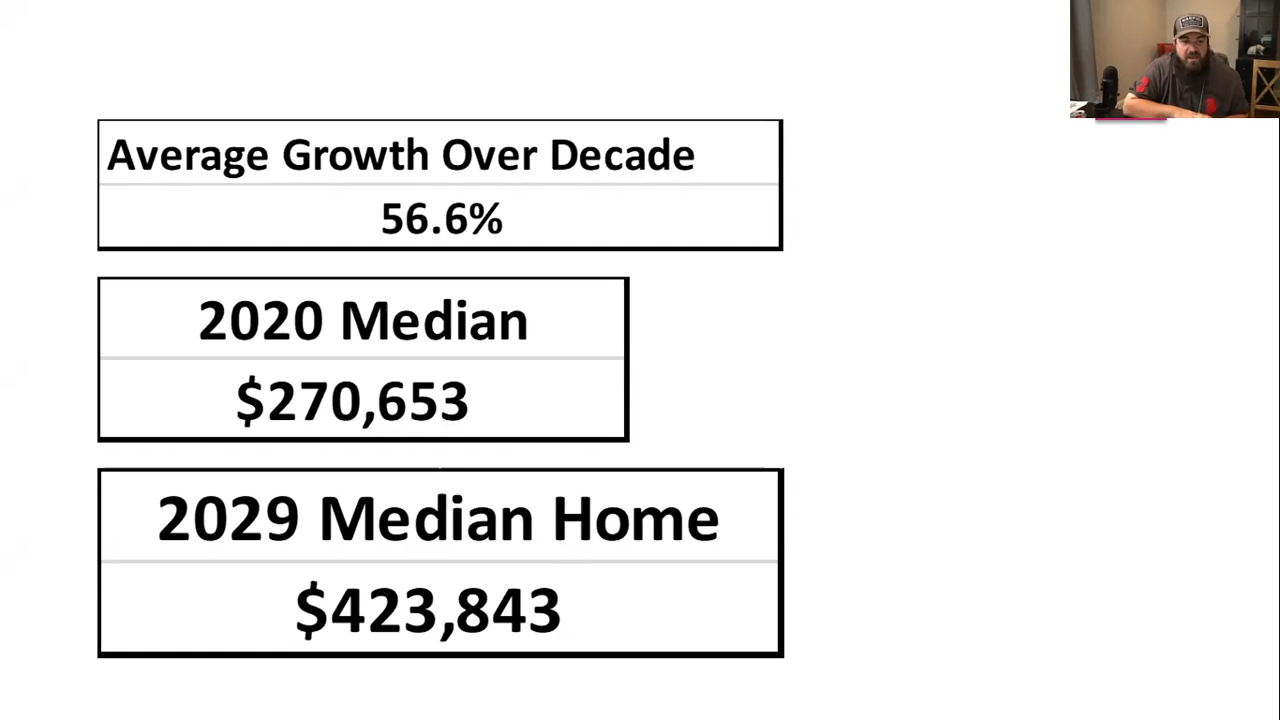 Average Growth Over Decade
56.6%
2020 Median
$270,653
2029 Median Home
$423,843